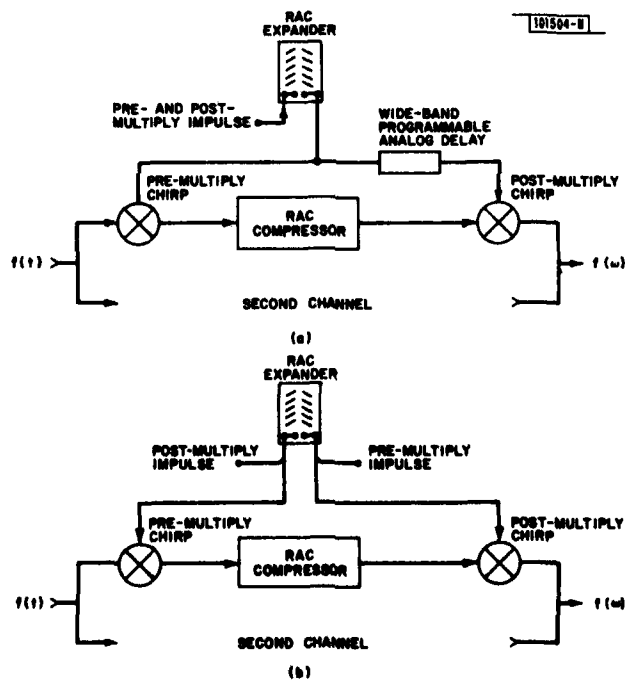 RAC
EXPANDER
101504-N
PRE- AND POST-
MULTIPLY IMPULSE
WIDE-BAND
PROGRAMMABLE
ANALOG DELAY
PRE-MULTIPLY
CHIRP
POST-MULTIPLY
CHIRP
RAC
COMPRESSOR
f(t)
f(ω)
SECOND CHANNEL
(a)
RAC
EXPANDER
POST-MULTIPLY
IMPULSE
PRE-MULTIPLY
IMPULSE
PRE-MULTIPLY
CHIRP
POST-MULTIPLY
CHIRP
RAC
COMPRESSOR
f(t)
f(ω)
SECOND CHANNEL
(b)